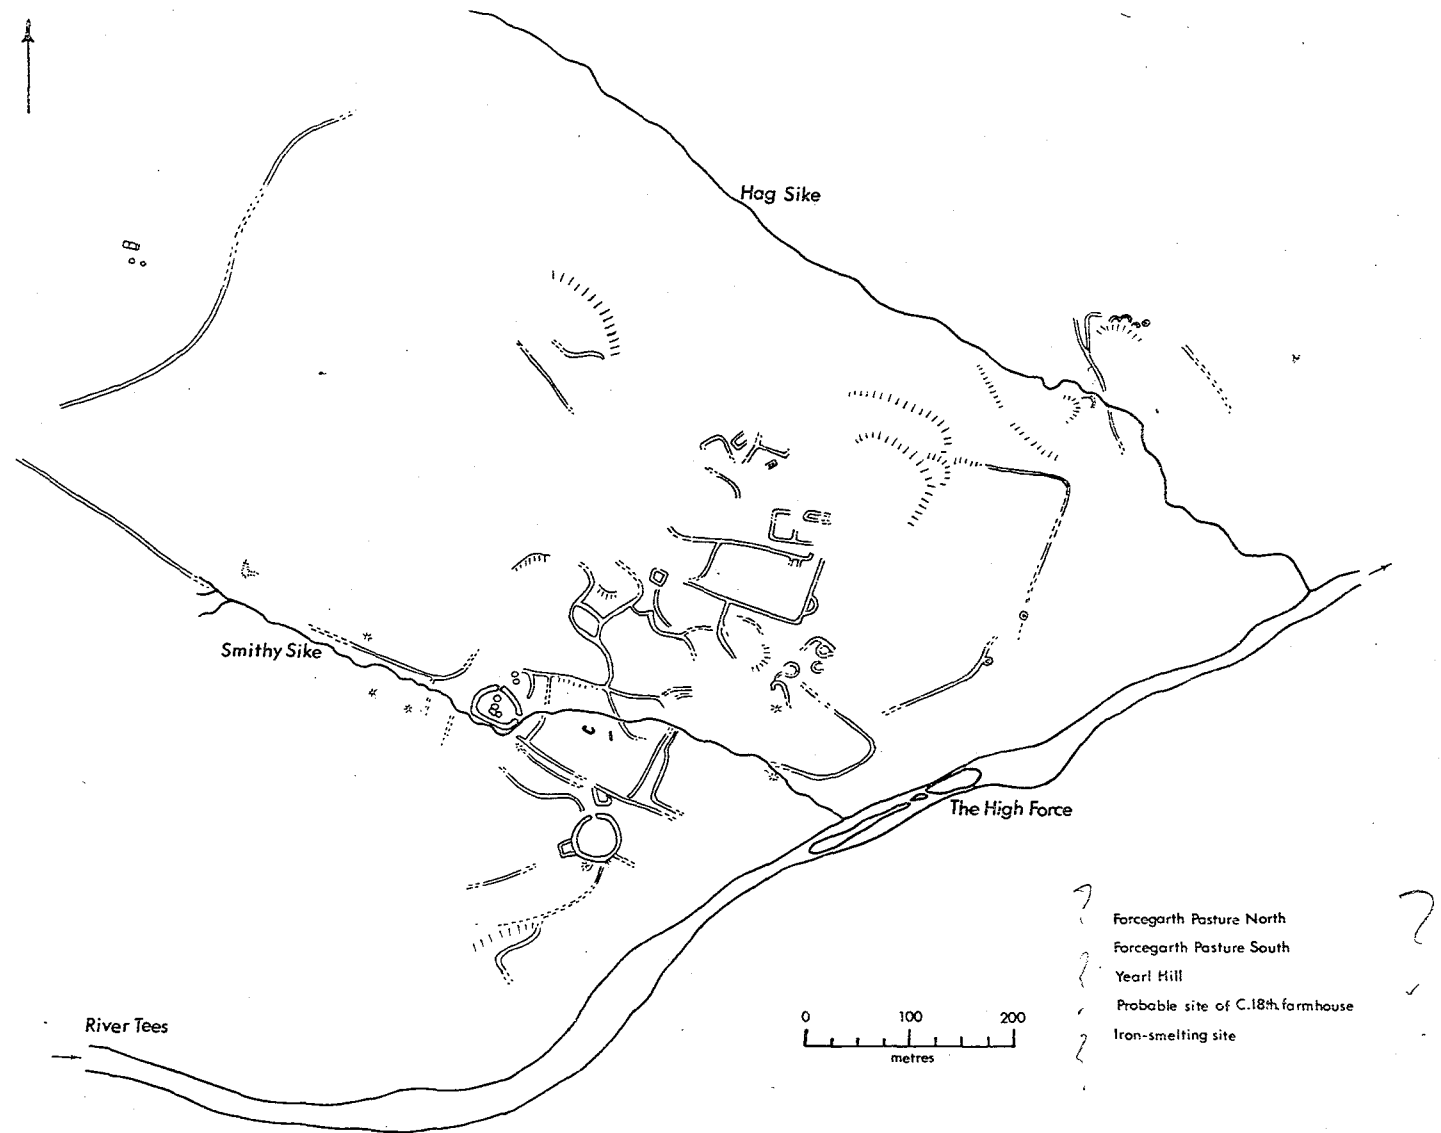 Hag Sike
Smithy Sike
The High Force
Forcegarth Pasture North
Forcegarth Pasture South
Yearl Hill
Probable site of C.18th.farmhouse
Iron-smelting site
River Tees
0 100 200
metres